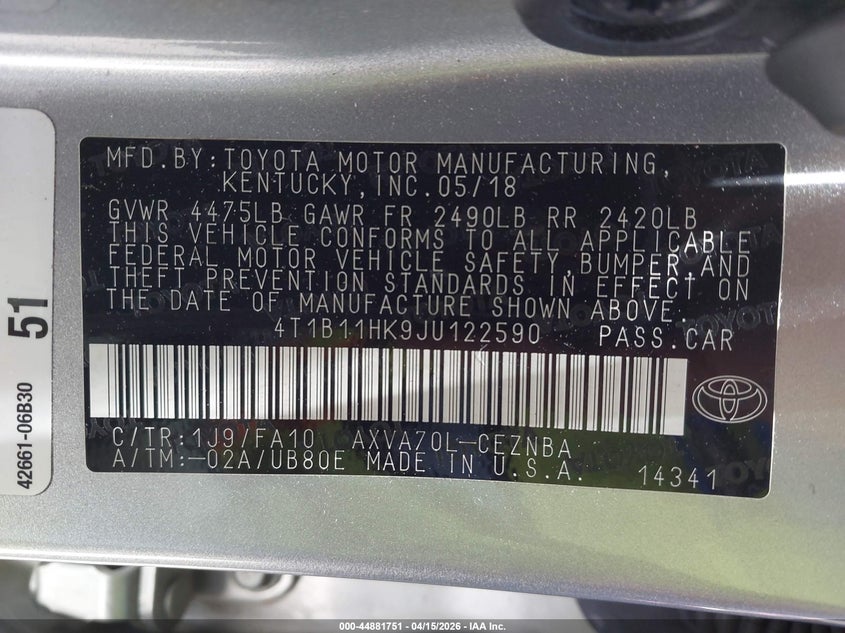 MFD.BY:TOYOTA MOTOR MANUFACTURING,
KENTUCKY,INC.05/18
GVWR 4475LB GAWR FR 2490LB RR 2420LB
THIS VEHICLE CONFORMS TO ALL APPLICABLE
FEDERAL MOTOR VEHICLE SAFETY,BUMPER,AND
THEFT PREVENTION STANDARDS IN EFFECT ON
THE DATE OF MANUFACTURE SHOWN ABOVE.
4T1B11HK9JU122590 PASS.CAR
C/TR:1J9/FA10 AXVA70L-CEZNBA
A/TM:-02A/UB80E MADE IN U.S.A. 14341
51
42661-06B30
000-44881751 | 04/15/2026 | IAA Inc.